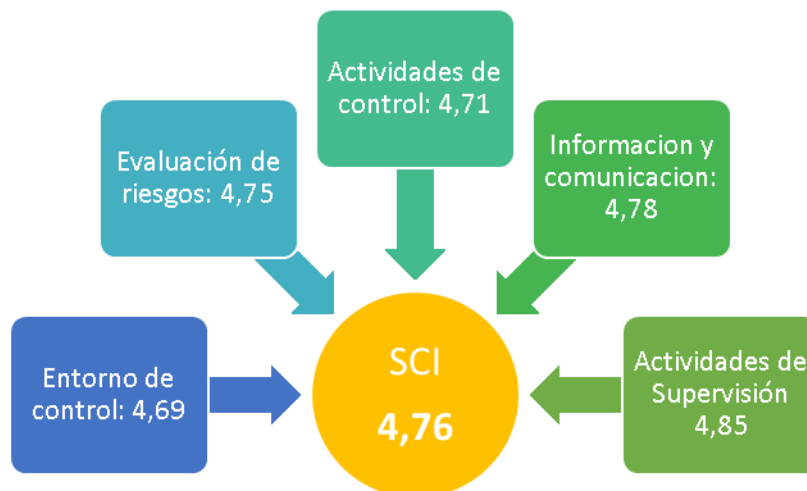 Actividades de
control: 4,71
Evaluación de
riesgos: 4,75
Informacion y
comunicacion:
4,78
Entorno de
control: 4,69
SCI
4,76
Actividades de
Supervisión
4,85